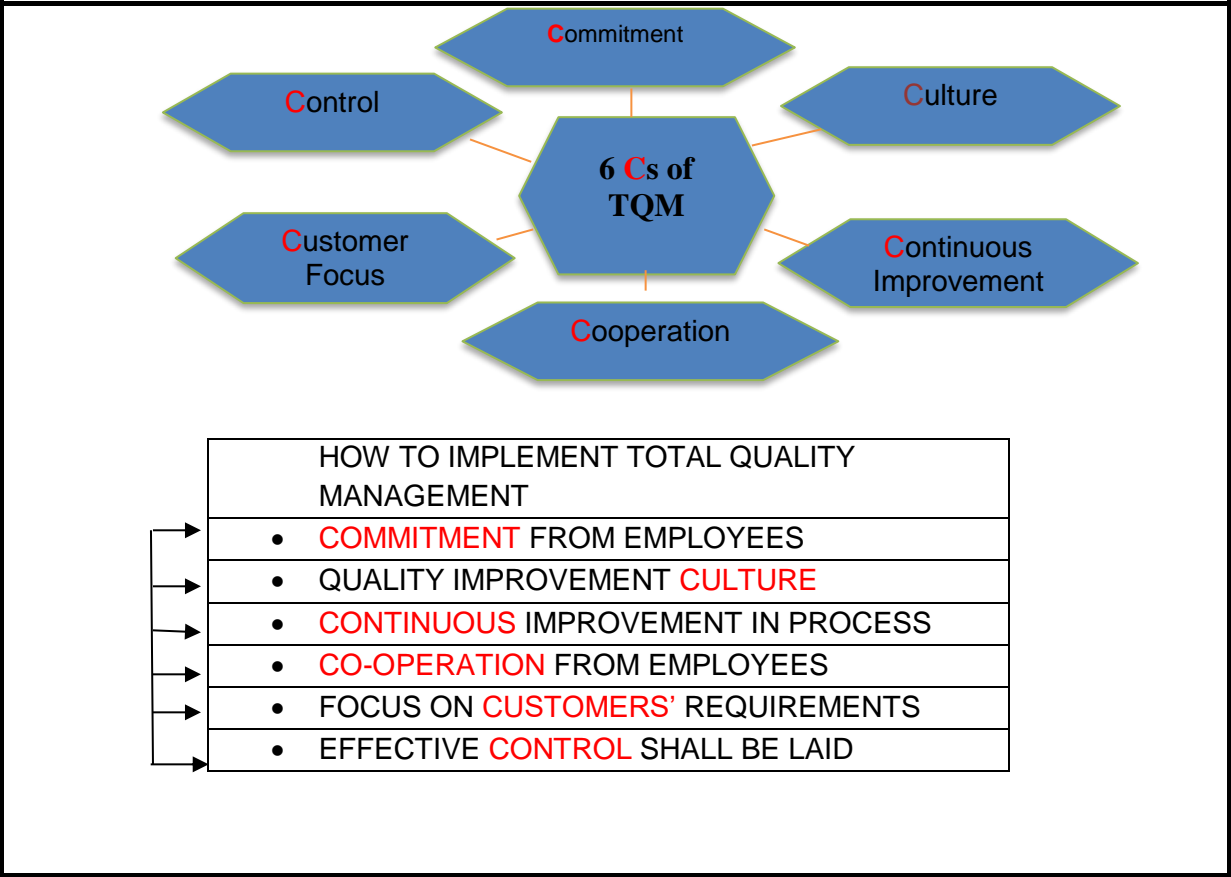 Commitment
Control
Culture
6 Cs of
TQM
Customer
Focus
Continuous
Improvement
Cooperation
HOW TO IMPLEMENT TOTAL QUALITY
MANAGEMENT
• COMMITMENT FROM EMPLOYEES
• QUALITY IMPROVEMENT CULTURE
• CONTINUOUS IMPROVEMENT IN PROCESS
• CO-OPERATION FROM EMPLOYEES
• FOCUS ON CUSTOMERS’ REQUIREMENTS
• EFFECTIVE CONTROL SHALL BE LAID